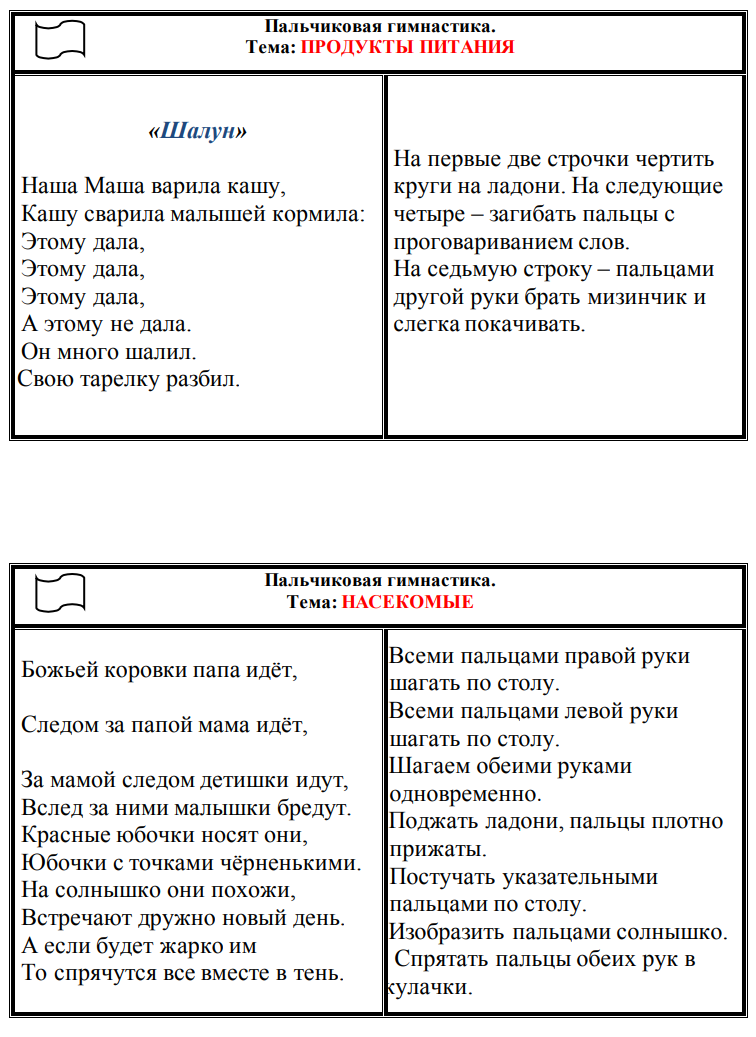 Пальчиковая гимнастика.
Тема: ПРОДУКТЫ ПИТАНИЯ
«Шалун»
Наша Маша варила кашу,
Кашу сварила малышей кормила:
Этому дала,
Этому дала,
Этому дала,
А этому не дала.
Он много шалил.
Свою тарелку разбил.
На первые две строчки чертить
круги на ладони. На следующие
четыре – загибать пальцы с
проговариванием слов.
На седьмую строку – пальцами
другой руки брать мизинчик и
слегка покачивать.
Пальчиковая гимнастика.
Тема: НАСЕКОМЫЕ
Божьей коровки папа идёт,
Следом за папой мама идёт,
За мамой следом детишки идут,
Вслед за ними малышки бредут.
Красные юбочки носят они,
Юбочки с точками чёрненькими.
На солнышко они похожи,
Встречают дружно новый день.
А если будет жарко им
То спрячутся все вместе в тень.
Всеми пальцами правой руки
шагать по столу.
Всеми пальцами левой руки
шагать по столу.
Шагаем обеими руками
одновременно.
Поджать ладони, пальцы плотно
прижаты.
Постучать указательными
пальцами по столу.
Изобразить пальцами солнышко.
Спрятать пальцы обеих рук в
кулачки.